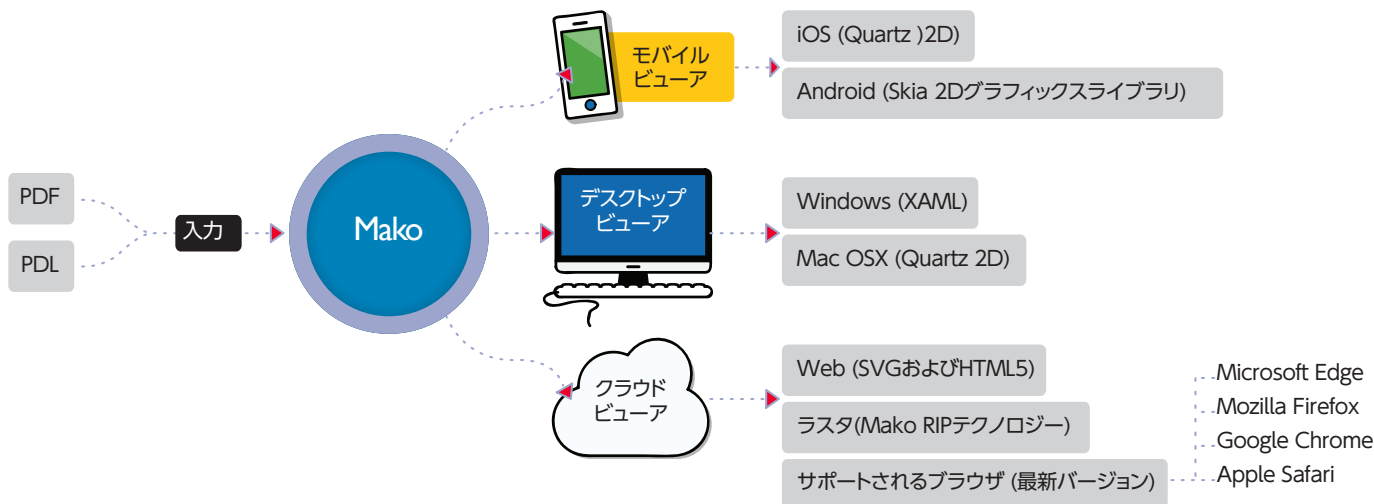 PDF
PDL
入力
Mako
モバイル
ビューア
iOS (Quartz )2D)
Android (Skia 2Dグラフィックスライブラリ)
デスクトップ
ビューア
Windows (XAML)
Mac OSX (Quartz 2D)
クラウド
ビューア
Web (SVGおよびHTML5)
ラスタ(Mako RIPテクノロジー)
サポートされるブラウザ (最新バージョン)
Microsoft Edge
Mozilla Firefox
Google Chrome
Apple Safari